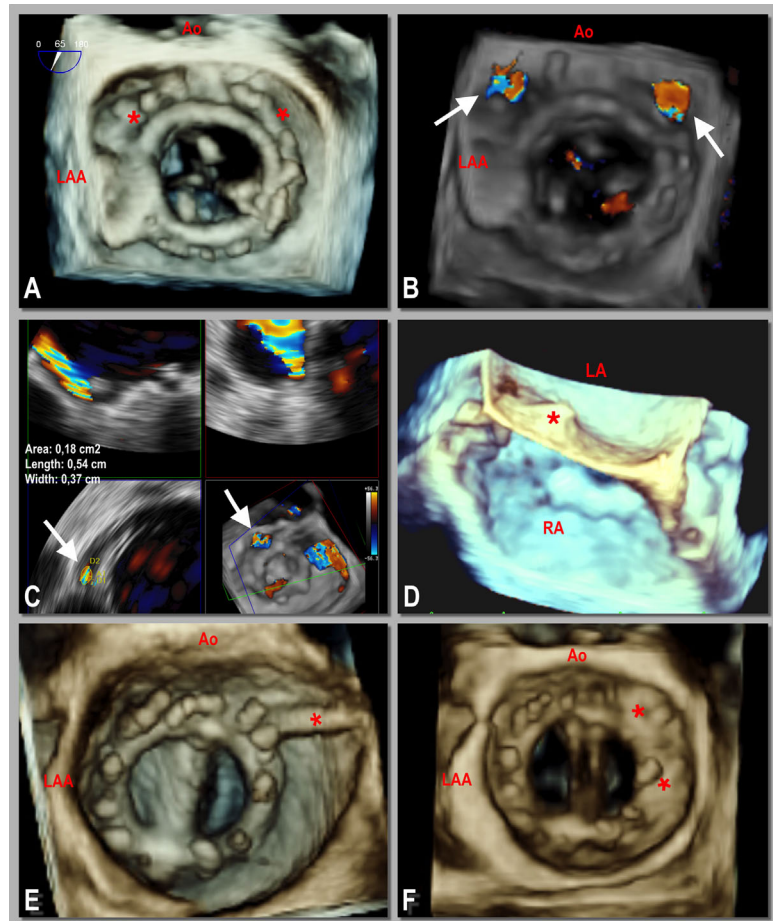 Ao
0 65 180
*
*
LAA
A
Ao
LAA
B
Area: 0,18 cm2
Length: 0,54 cm
Width: 0,37 cm
D2
C
LA
*
RA
D
Ao
*
LAA
E
Ao
*
LAA
*
F